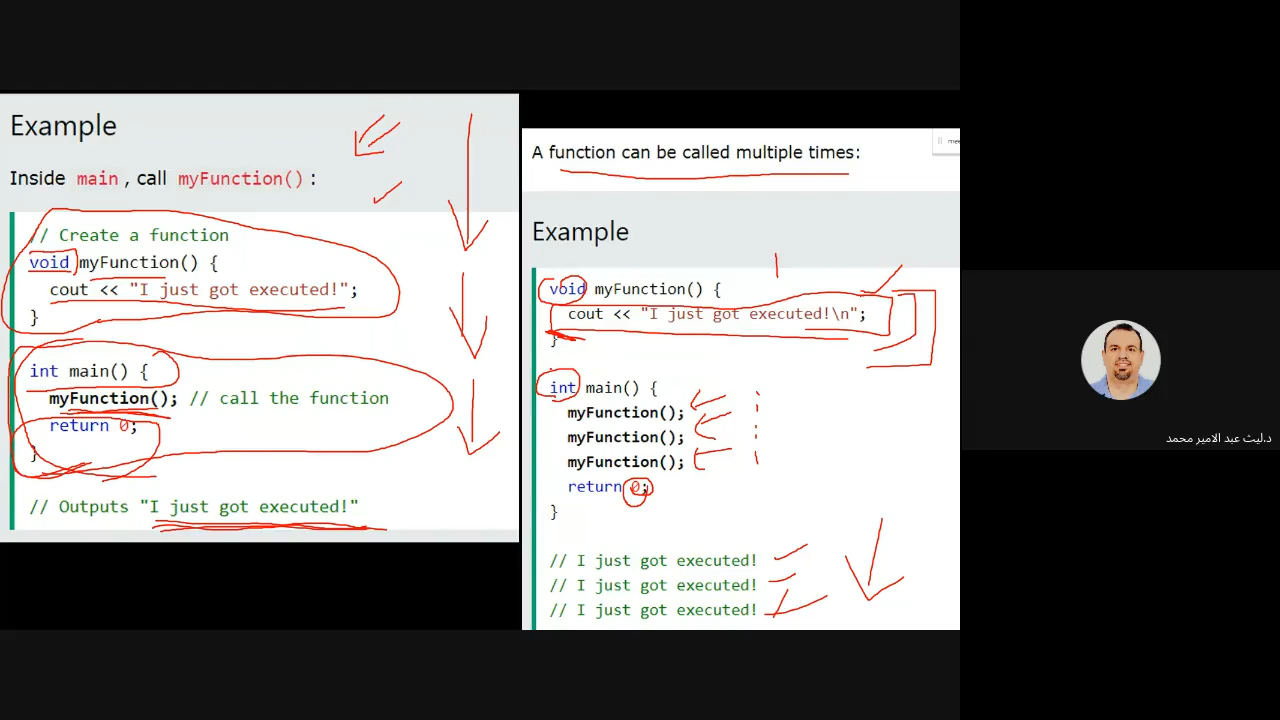 Example
Inside main, call myFunction():
// Create a function
void myFunction() {
cout << "I just got executed!";
}
int main() {
myFunction(); // call the function
return 0;
}
// Outputs "I just got executed!"
A function can be called multiple times:
Example
void myFunction() {
cout << "I just got executed!\n";
}
int main() {
myFunction();
myFunction();
myFunction();
return 0;
}
// I just got executed!
// I just got executed!
// I just got executed!
د.ليث عبد الامير محمد